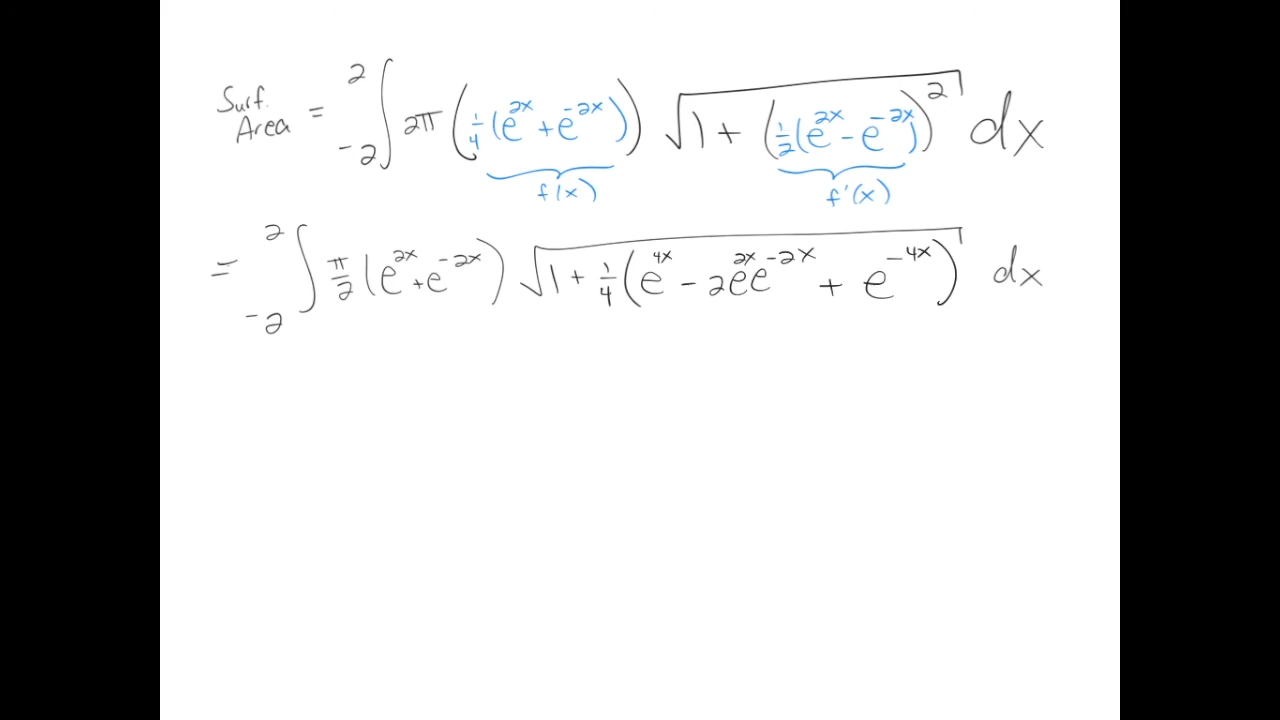 Surf. Area = ∫_{-2}^{2} 2π (1/4 (e^{2x} + e^{-2x})) √(1 + (1/2 (e^{2x} - e^{-2x}))^2) dx
f(x) f'(x)
= ∫_{-2}^{2} π/2 (e^{2x} + e^{-2x}) √(1 + 1/4 (e^{4x} - 2e^{2x}e^{-2x} + e^{-4x})) dx